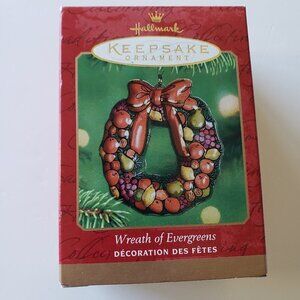 Hallmark
KEEPSAKE
ORNAMENT
Wreath of Evergreens
DÉCORATION DES FÊTES